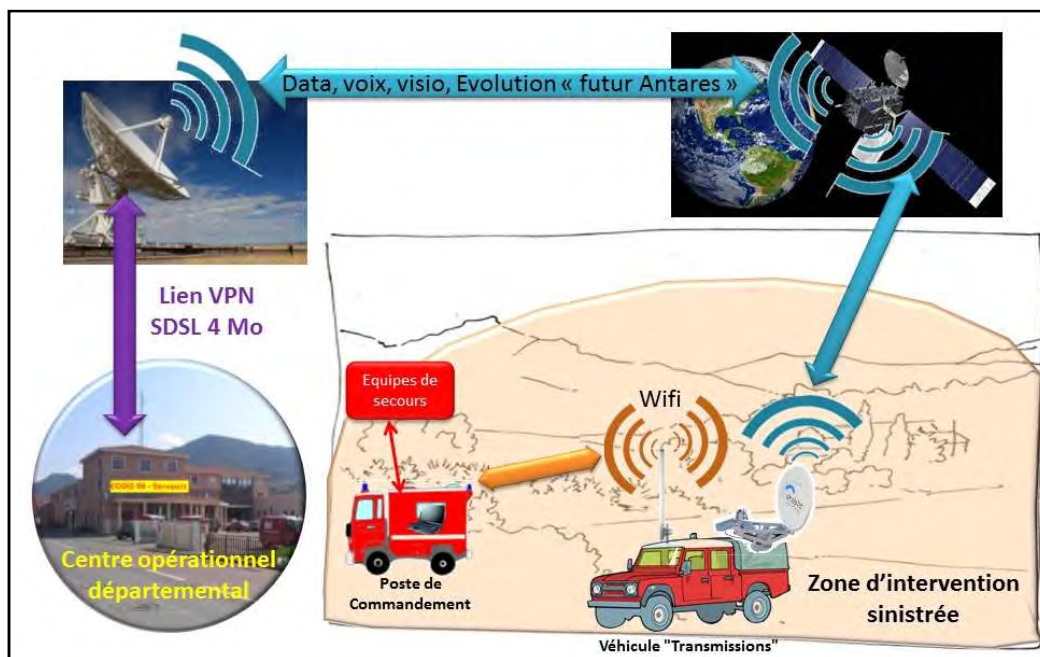 Data, voix, visio, Evolution « futur Antares »
Lien VPN
SDSL 4 Mo
Equipes de
secours
Wifi
Centre opérationnel
départemental
Poste de
Commandement
Véhicule "Transmissions"
Zone d'intervention
sinistrée